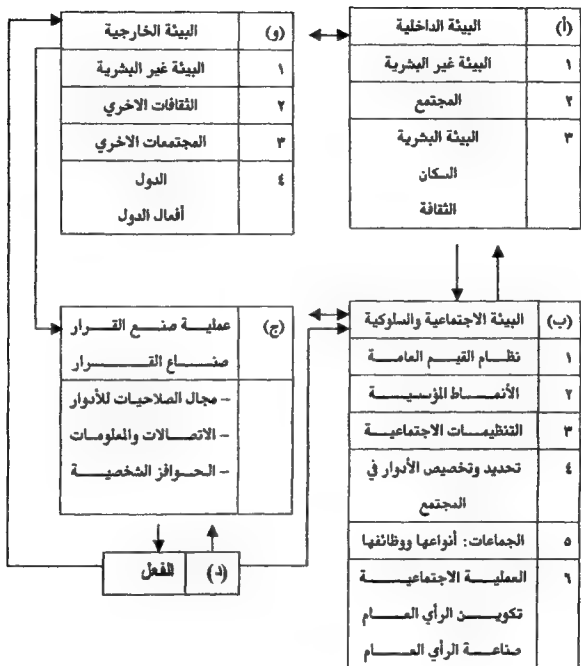 (أ) البيئة الداخلية
١ البيئة غير البشرية
٢ المجتمع
٣ البيئة البشرية
السكان
الثقافة
(و) البيئة الخارجية
١ البيئة غير البشرية
٢ الثقافات الاخري
٣ المجتمعات الاخري
٤ الدول
أفعال الدول
(ب) البيئة الاجتماعية والسلوكية
١ نظام القيم العامة
٢ الأنماط المؤسسية
٣ التنظيمات الاجتماعية
٤ تحديد وتخصيص الأدوار في
المجتمع
٥ الجماعات: أنواعها ووظائفها
٦ العملية الاجتماعية
تكوين الرأي العام
صناعة الرأي العام
(ج) عملية صنع القرار
صناع القرار
– مجال الصلاحيات للأدوار
– الاتصالات والمعلومات
– الحوافز الشخصية
(د) الفعل